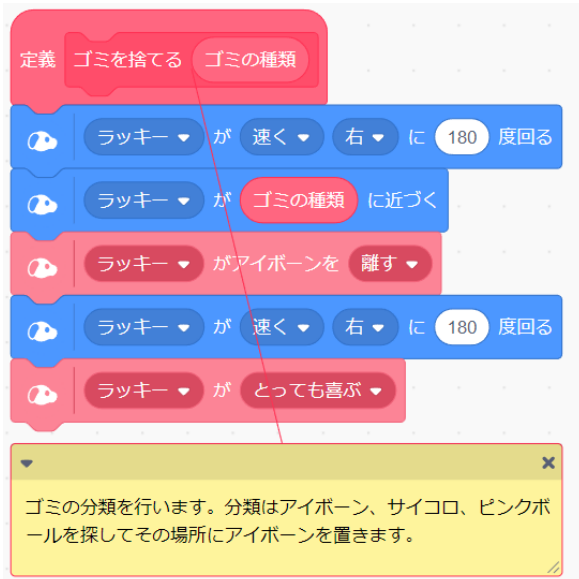 定義 ゴミを捨てる ゴミの種類
ラッキー が 速く 右 に 180 度回る
ラッキー が ゴミの種類 に近づく
ラッキー がアイボーンを 離す
ラッキー が 速く 右 に 180 度回る
ラッキー が とっても喜ぶ
ゴミの分類を行います。分類はアイボーン、サイコロ、ピンクボ
ールを探してその場所にアイボーンを置きます。